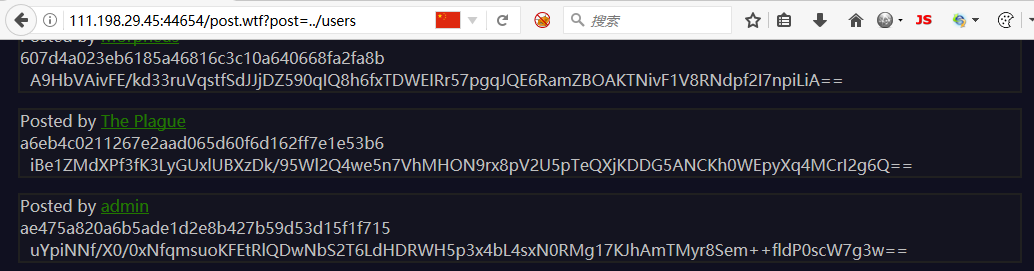 111.198.29.45:44654/post.wtf?post=../users
搜索
JS
Posted by Morpheus
607d4a023eb6185a46816c3c10a640668fa2fa8b
A9HbVAivFE/kd33ruVqstfSdJJjDZ590qIQ8h6fxTDWEIRr57pgqJQE6RamZBOAKTNivF1V8RNdpf2I7npiLiA==
Posted by The Plague
a6eb4c0211267e2aad065d60f6d162ff7e1e53b6
iBe1ZMdXPf3fK3LyGUxlUBXzDk/95Wl2Q4we5n7VhMHON9rx8pV2U5pTeQXjKDDG5ANCKh0WEpyXq4MCrI2g6Q==
Posted by admin
ae475a820a6b5ade1d2e8b427b59d53d15f1f715
uYpiNNf/X0/0xNfqmsuoKFEtRlQDwNbS2T6LdHDRWH5p3x4bL4sxN0RMg17KJhAmTMyr8Sem++fldP0scW7g3w==